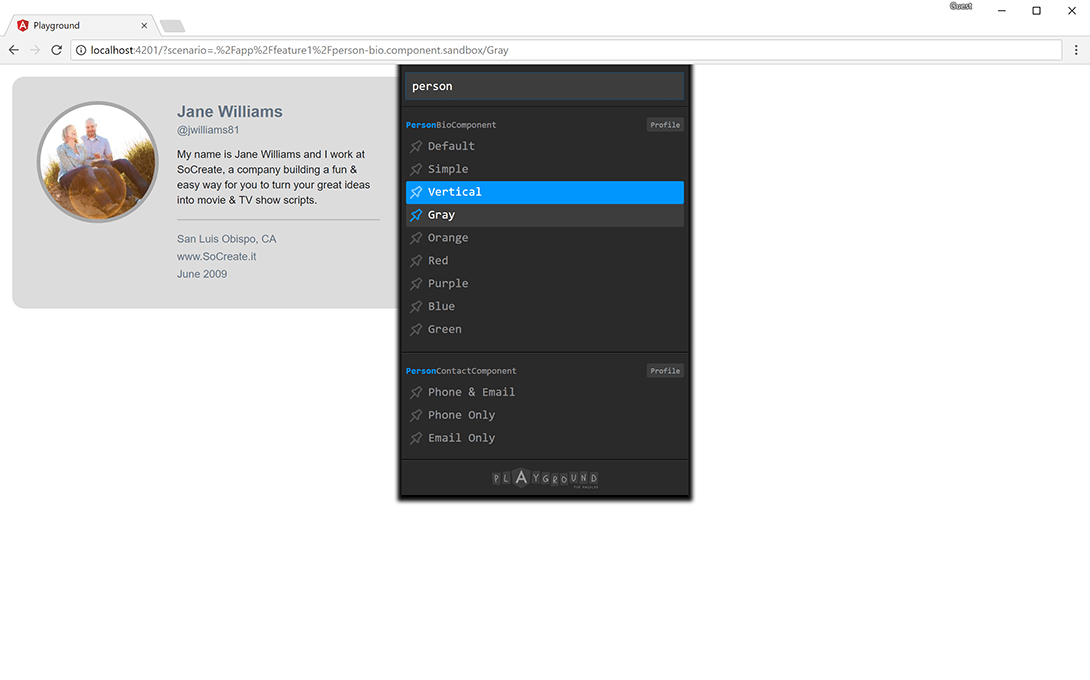 Guest
Playground
localhost:4201/?scenario=.%2Fapp%2Ffeature1%2Fperson-bio.component.sandbox/Gray
Jane Williams
@jwilliams81
My name is Jane Williams and I work at
SoCreate, a company building a fun &
easy way for you to turn your great ideas
into movie & TV show scripts.
San Luis Obispo, CA
www.SoCreate.it
June 2009
person
PersonBioComponent Profile
Default
Simple
Vertical
Gray
Orange
Red
Purple
Blue
Green
PersonContactComponent Profile
Phone & Email
Phone Only
Email Only
PLAYGROUND
FOR ANGULAR